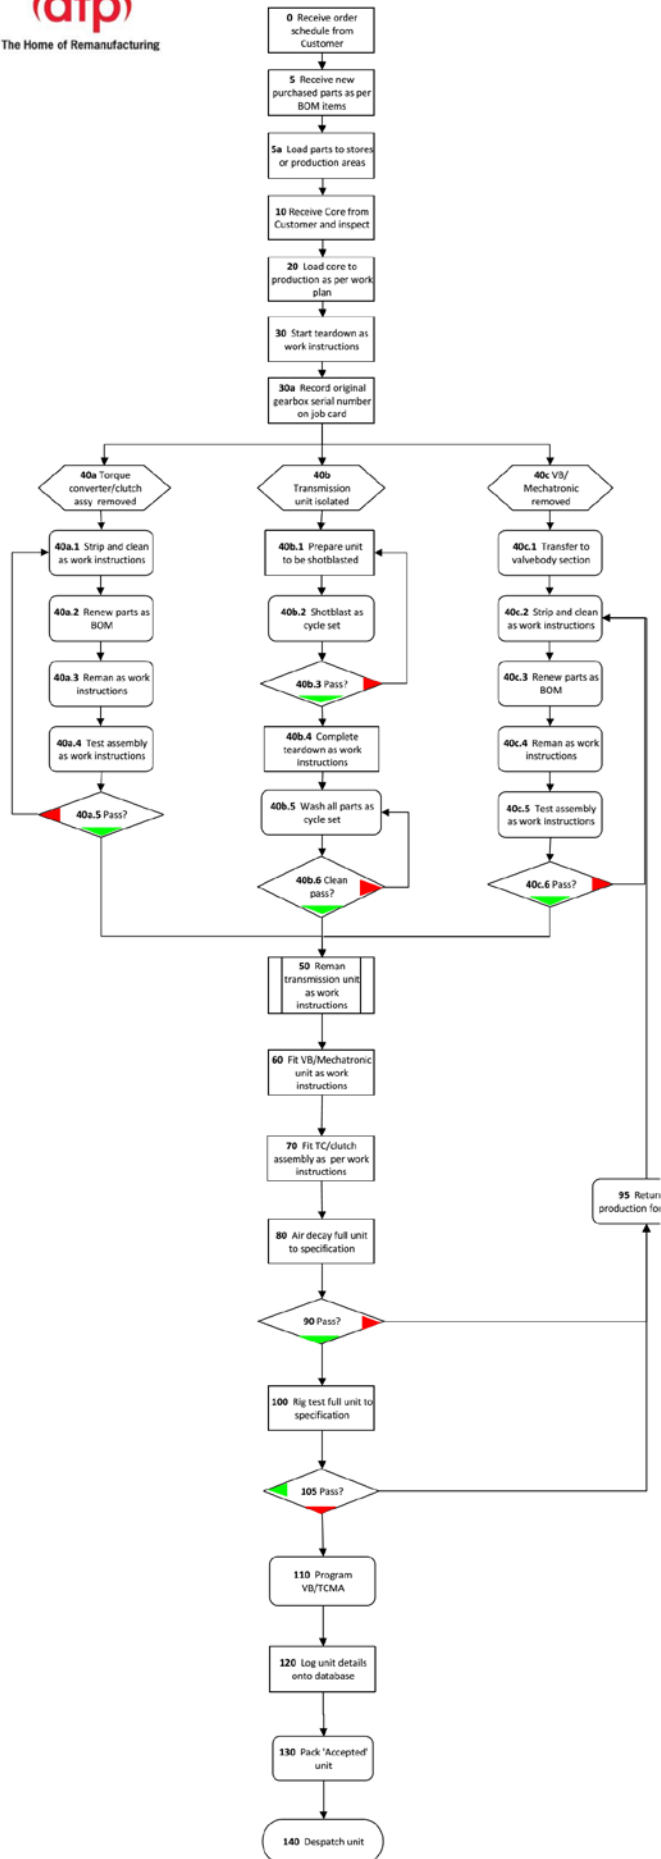 (atp)
The Home of Remanufacturing
0 Receive order
schedule from
Customer
5 Receive new
purchased parts as per
BOM items
5a Load parts to stores
or production areas
10 Receive Core from
Customer and inspect
20 Load core to
production as per work
plan
30 Start teardown as
work instructions
30a Record original
gearbox serial number
on job card
40a Torque
converter/clutch
assy removed
40b
Transmission
unit isolated
40c VB/
Mechatronic
removed
40a.1 Strip and clean
as work instructions
40b.1 Prepare unit
to be shotblasted
40c.1 Transfer to
valvebody section
40a.2 Renew parts as
BOM
40b.2 Shotblast as
cycle set
40c.2 Strip and clean
as work instructions
40a.3 Reman as work
instructions
40b.3 Pass?
40c.3 Renew parts as
BOM
40a.4 Test assembly
as work instructions
40b.4 Complete
teardown as work
instructions
40c.4 Reman as work
instructions
40a.5 Pass?
40b.5 Wash all parts as
cycle set
40c.5 Test assembly
as work instructions
40b.6 Clean
pass?
40c.6 Pass?
50 Reman
transmission unit
as work
instructions
60 Fit VB/Mechatronic
unit as work
instructions
70 Fit TC/clutch
assembly as per work
instructions
95 Return
production for
80 Air decay full unit
to specification
90 Pass?
100 Rig test full unit to
specification
105 Pass?
110 Program
VB/TCMA
120 Log unit details
onto database
130 Pack 'Accepted'
unit
140 Despatch unit